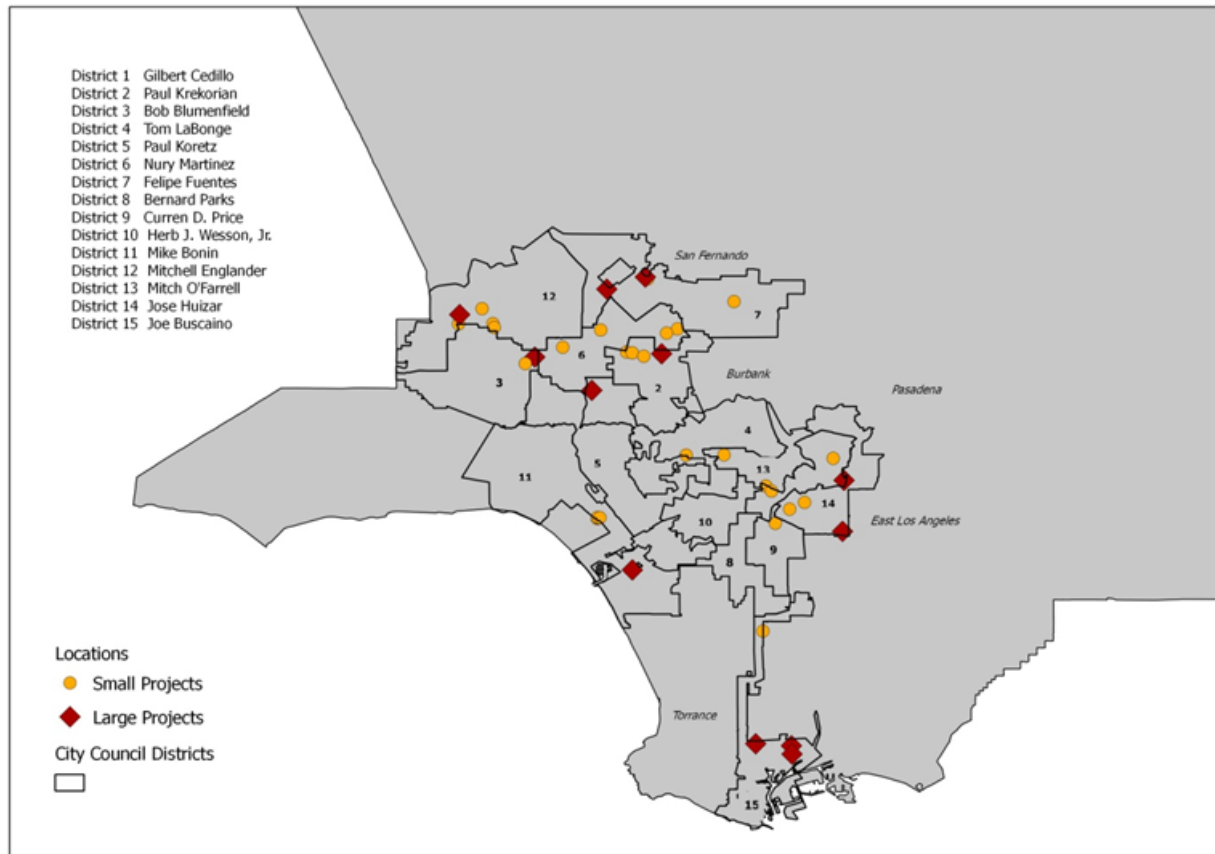 District 1 Gilbert Cedillo
District 2 Paul Krekorian
District 3 Bob Blumenfield
District 4 Tom LaBonge
District 5 Paul Koretz
District 6 Nury Martinez
District 7 Felipe Fuentes
District 8 Bernard Parks
District 9 Curren D. Price
District 10 Herb J. Wesson, Jr.
District 11 Mike Bonin
District 12 Mitchell Englander
District 13 Mitch O'Farrell
District 14 Jose Huizar
District 15 Joe Buscaino
San Fernando
12
7
6
Burbank
3
2
Pasadena
4
5
13
11
14
10
East Los Angeles
9
8
Locations
Small Projects
Large Projects
Torrance
City Council Districts
15